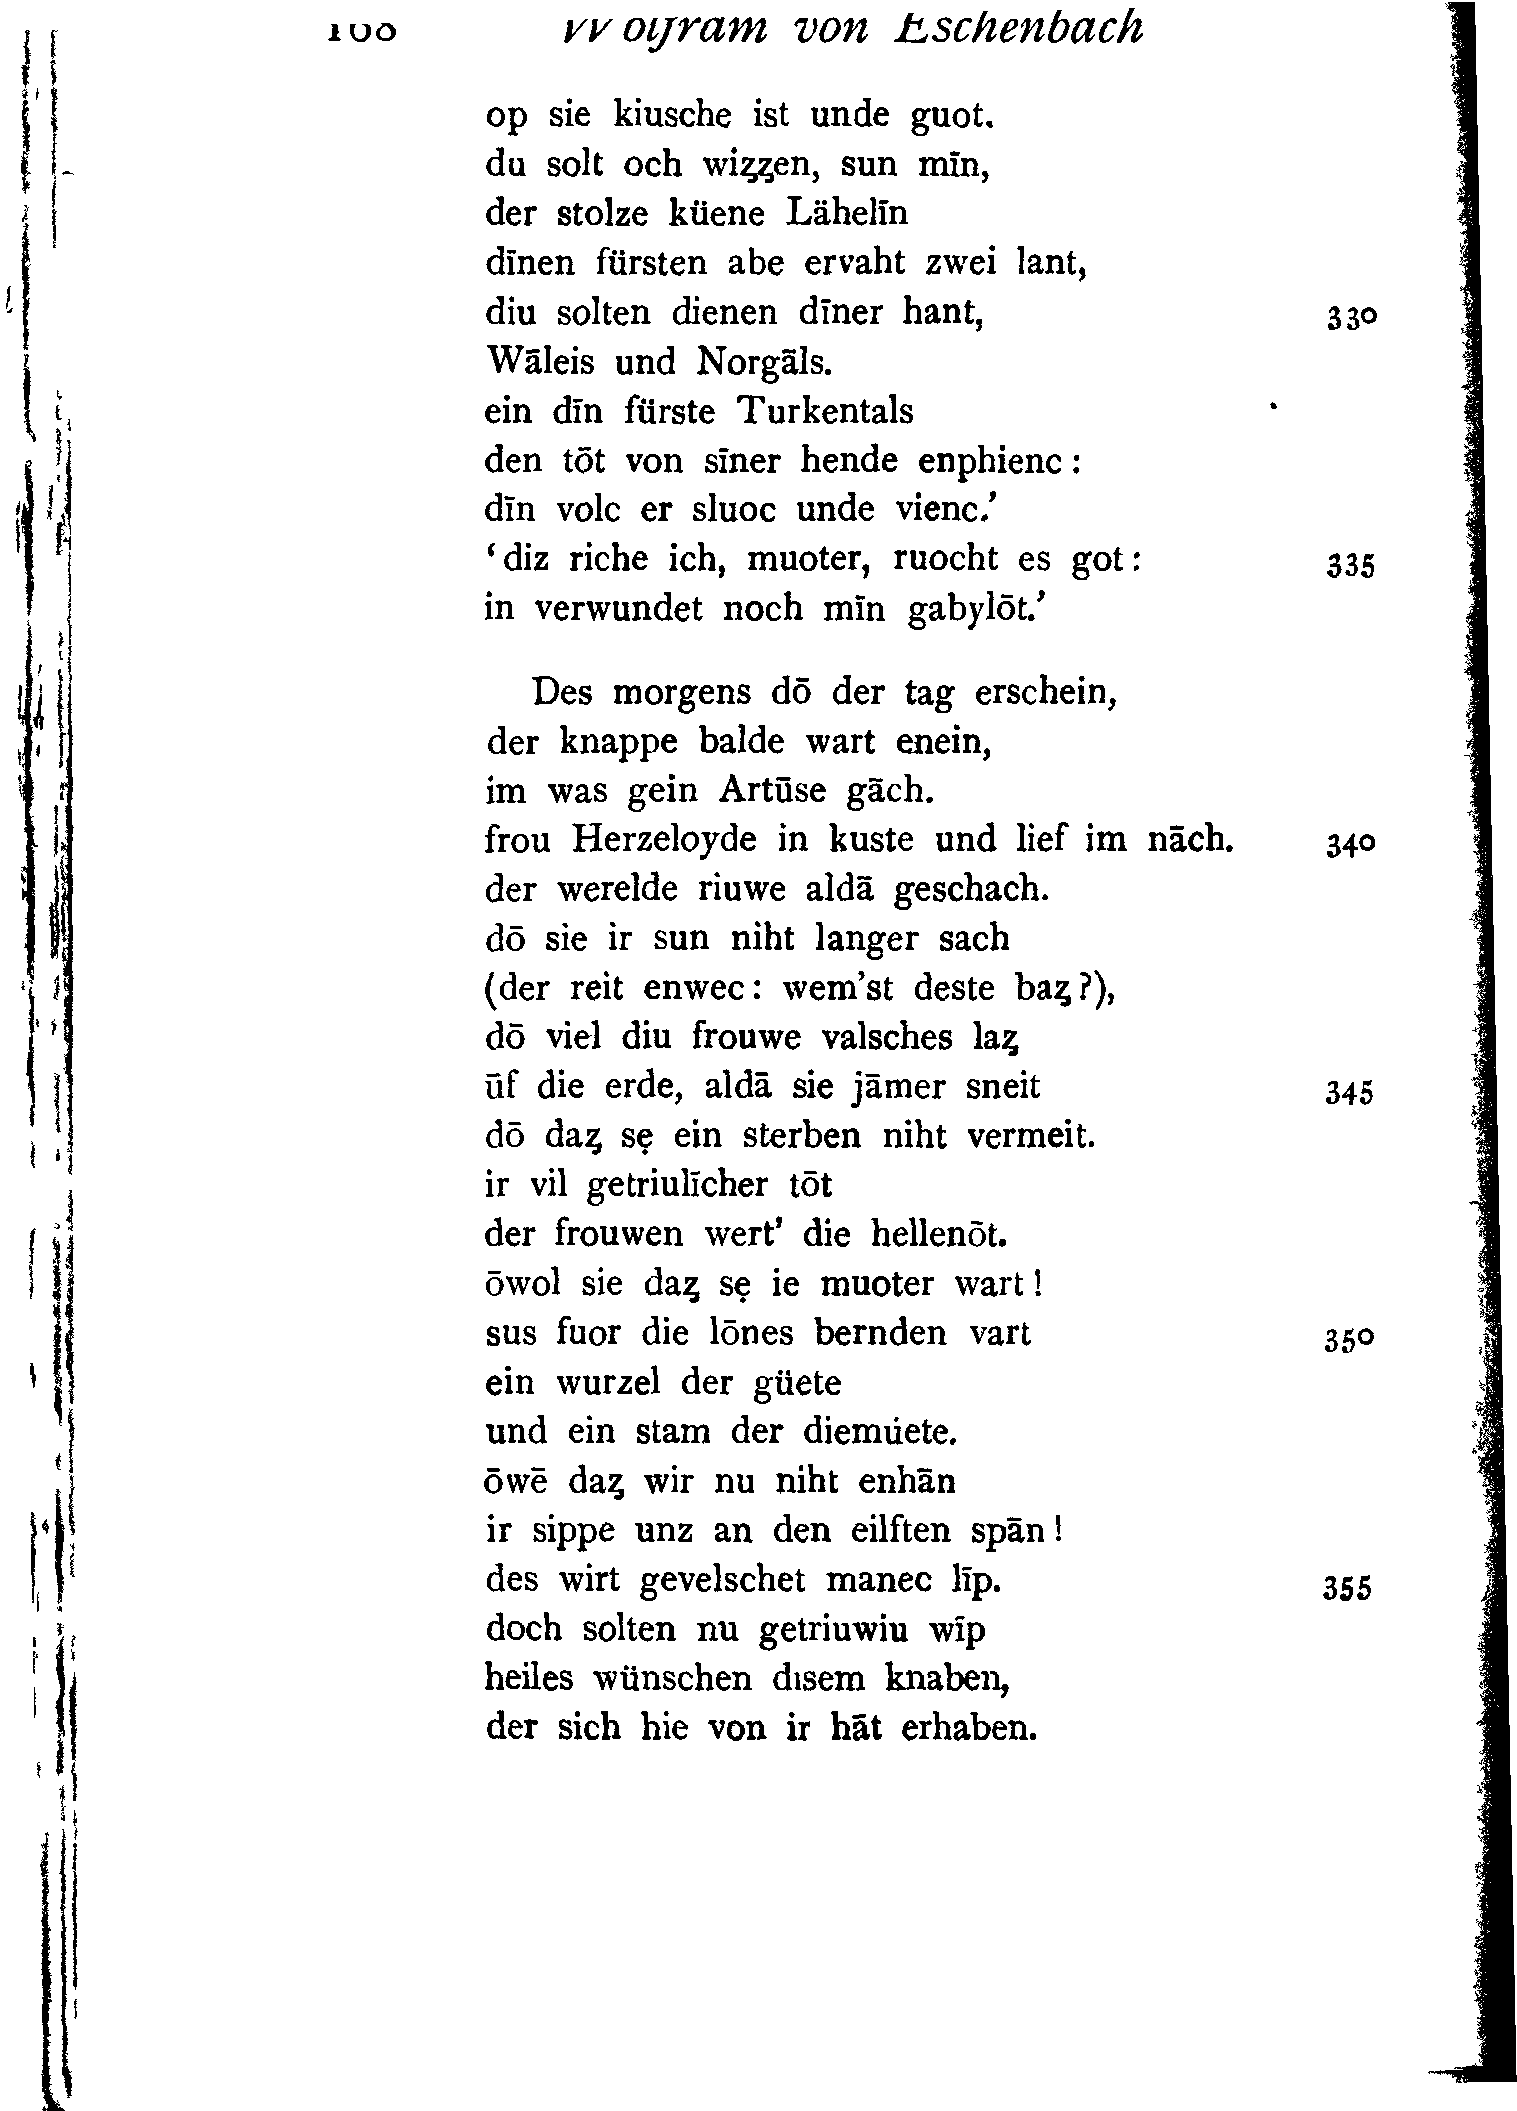 Wolfram von Eschenbach
op sie kiusche ist unde guot.
du solt och wiȥȥen, sun mīn,
der stolze küene Lähelīn
dīnen fürsten abe ervaht zwei lant,
diu solten dienen dīner hant, 330
Wāleis und Norgāls.
ein dīn fürste Turkentals
den tōt von sīner hende enphienc:
dīn volc er sluoc unde vienc.’
‘diz riche ich, muoter, ruocht es got: 335
in verwundet noch mīn gabylōt.’
Des morgens dō der tag erschein,
der knappe balde wart enein,
im was gein Artūse gāch.
frou Herzeloyde in kuste und lief im nāch. 340
der werelde riuwe aldā geschach.
dō sie ir sun niht langer sach
(der reit enwec: wem’st deste baȥ?),
dō viel diu frouwe valsches laȥ
ūf die erde, aldā sie jāmer sneit 345
dō daȥ sẹ ein sterben niht vermeit.
ir vil getriulīcher tōt
der frouwen wert’ die hellenōt.
ōwol sie daȥ sẹ ie muoter wart!
sus fuor die lōnes bernden vart 350
ein wurzel der güete
und ein stam der diemüete.
ōwē daȥ wir nu niht enhān
ir sippe unz an den eilften spān!
des wirt gevelschet manec līp. 355
doch solten nu getriuwiu wīp
heiles wünschen disem knaben,
der sich hie von ir hāt erhaben.